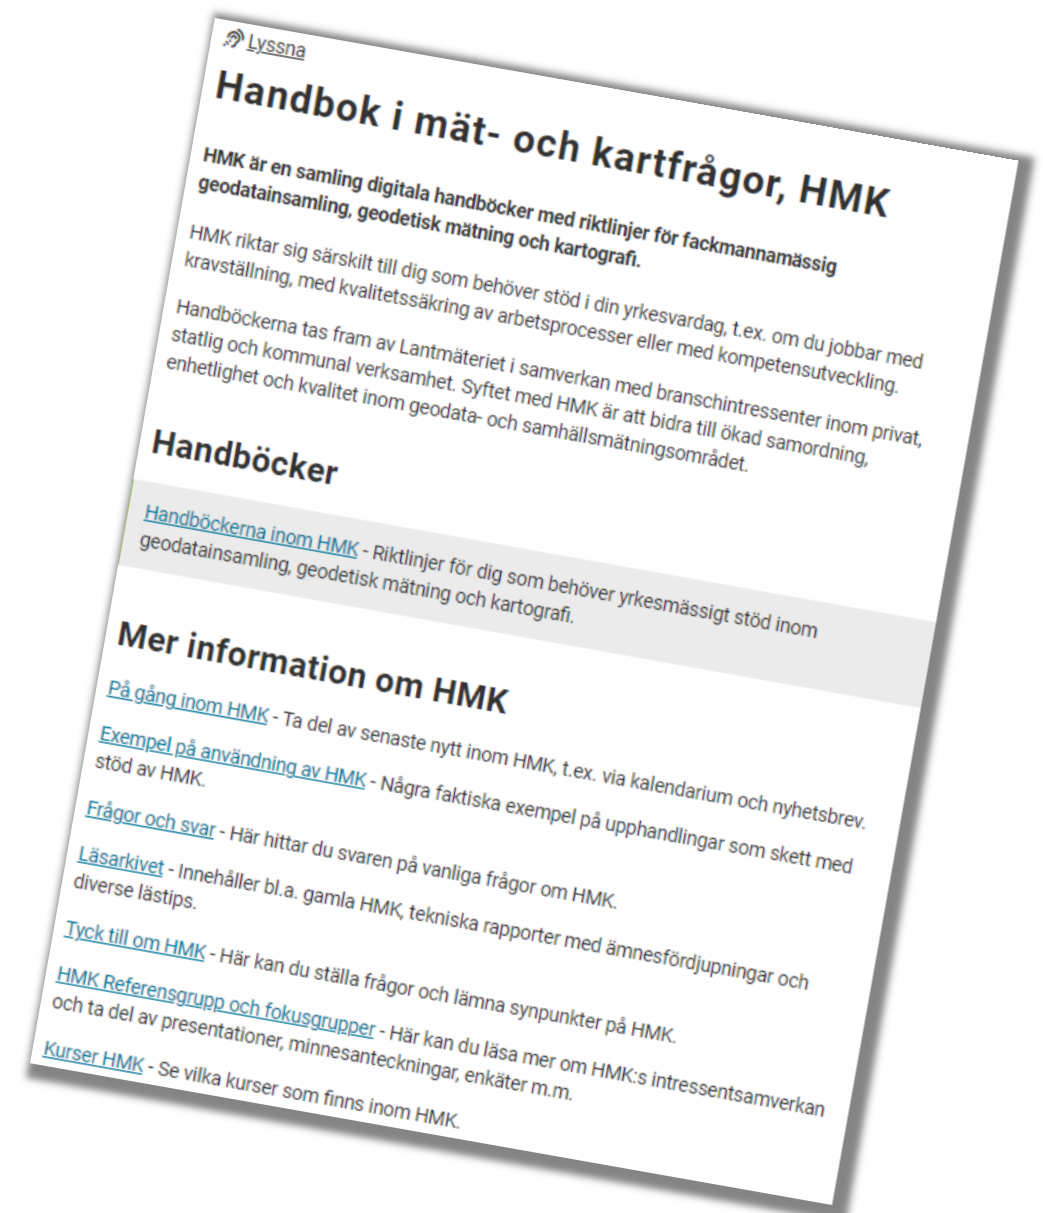 Lyssna
Handbok i mät- och kartfrågor, HMK
HMK är en samling digitala handböcker med riktlinjer för fackmannamässig
geodatainsamling, geodetisk mätning och kartografi.
HMK riktar sig särskilt till dig som behöver stöd i din yrkesvardag, t.ex. om du jobbar med
kravställning, med kvalitetssäkring av arbetsprocesser eller med kompetensutveckling.
Handböckerna tas fram av Lantmäteriet i samverkan med branschintressenter inom privat,
statlig och kommunal verksamhet. Syftet med HMK är att bidra till ökad samordning,
enhetlighet och kvalitet inom geodata- och samhällsmätningsområdet.
Handböcker
Handböckerna inom HMK - Riktlinjer för dig som behöver yrkesmässigt stöd inom
geodatainsamling, geodetisk mätning och kartografi.
Mer information om HMK
På gång inom HMK - Ta del av senaste nytt inom HMK, t.ex. via kalendarium och nyhetsbrev.
Exempel på användning av HMK - Några faktiska exempel på upphandlingar som skett med
stöd av HMK.
Frågor och svar - Här hittar du svaren på vanliga frågor om HMK.
Läsarkivet - Innehåller bl.a. gamla HMK, tekniska rapporter med ämnesfördjupningar och
diverse lästips.
Tyck till om HMK - Här kan du ställa frågor och lämna synpunkter på HMK.
HMK Referensgrupp och fokusgrupper - Här kan du läsa mer om HMK:s intressentsamverkan
och ta del av presentationer, minnesanteckningar, enkäter m.m.
Kurser HMK - Se vilka kurser som finns inom HMK.